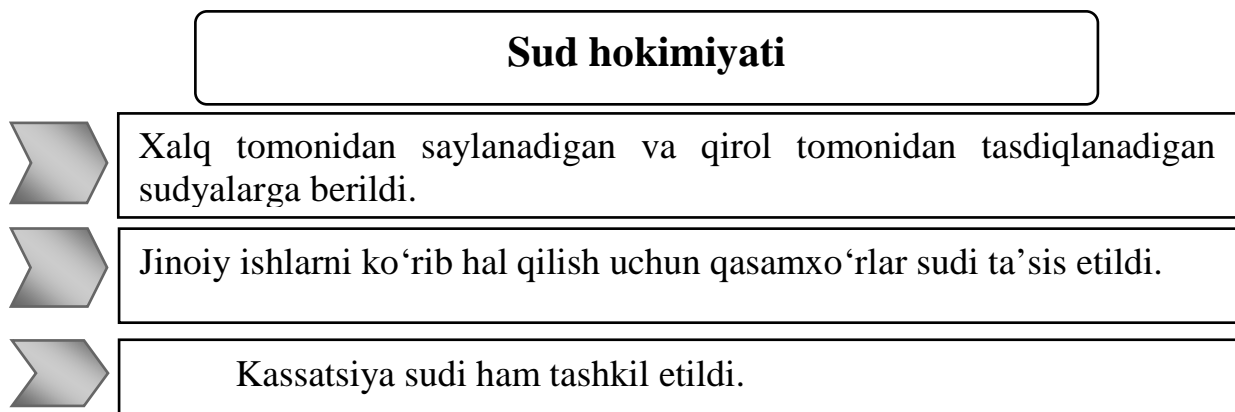 Sud hokimiyati
Xalq tomonidan saylanadigan va qirol tomonidan tasdiqlanadigan
sudyalarga berildi.
Jinoiy ishlarni ko‘rib hal qilish uchun qasamxo‘rlar sudi ta’sis etildi.
Kassatsiya sudi ham tashkil etildi.